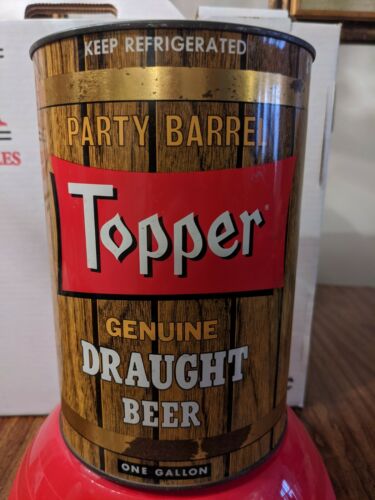 KEEP REFRIGERATED
PARTY BARREL
Topper
GENUINE
DRAUGHT
BEER
ONE GALLON